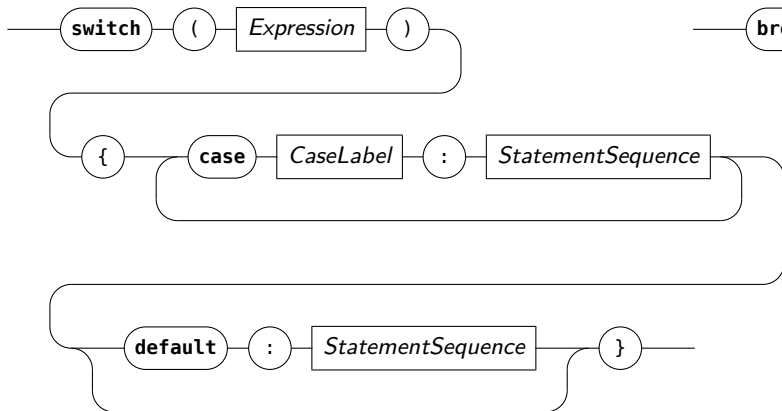 switch ( Expression )
{ case CaseLabel : StatementSequence
default : StatementSequence }